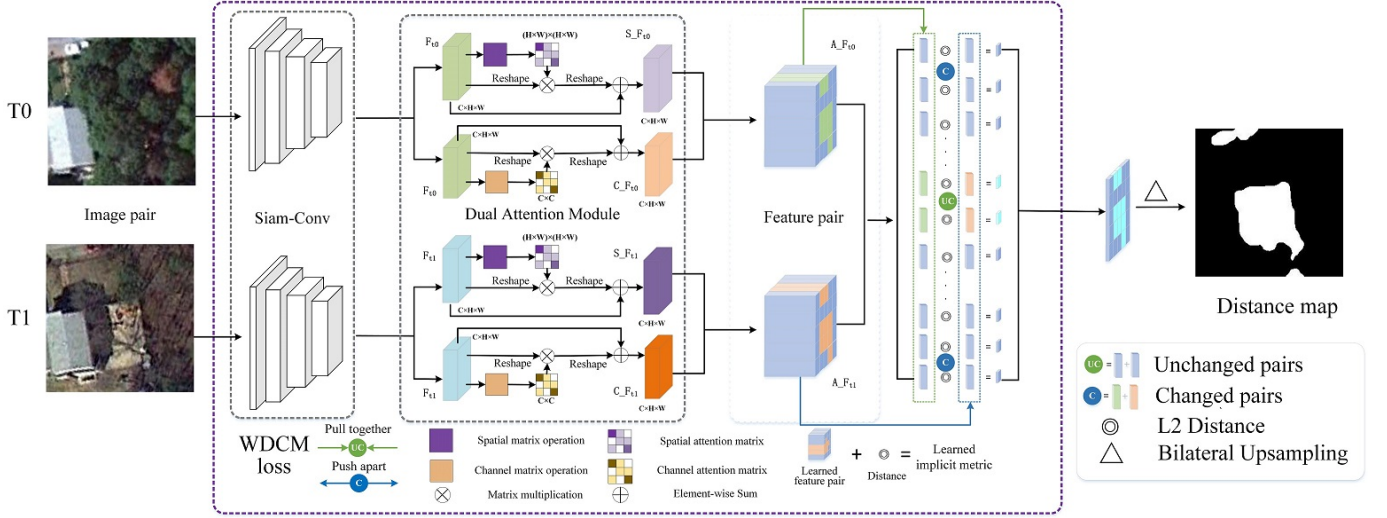 T0
Image pair
T1
Siam-Conv
F_t0
(H×W)×(H×W)
S_F_t0
Reshape
Reshape
C×H×W
C×H×W
C×H×W
Reshape
Reshape
F_t0
C×C
C_F_t0
C×H×W
Dual Attention Module
(H×W)×(H×W)
F_t1
S_F_t1
Reshape
Reshape
C×H×W
C×H×W
C×H×W
Reshape
Reshape
F_t1
C×C
C_F_t1
C×H×W
A_F_t0
Feature pair
A_F_t1
C
UC
C
=
=
=
=
=
=
=
=
=
Distance map
WDCM
loss
Pull together
UC
Push apart
C
Spatial matrix operation
Spatial attention matrix
Channel matrix operation
Channel attention matrix
Matrix multiplication
Element-wise Sum
Learned
feature pair
+
Distance
=
Learned
implicit metric
UC = + Unchanged pairs
C = + Changed pairs
L2 Distance
Bilateral Upsampling